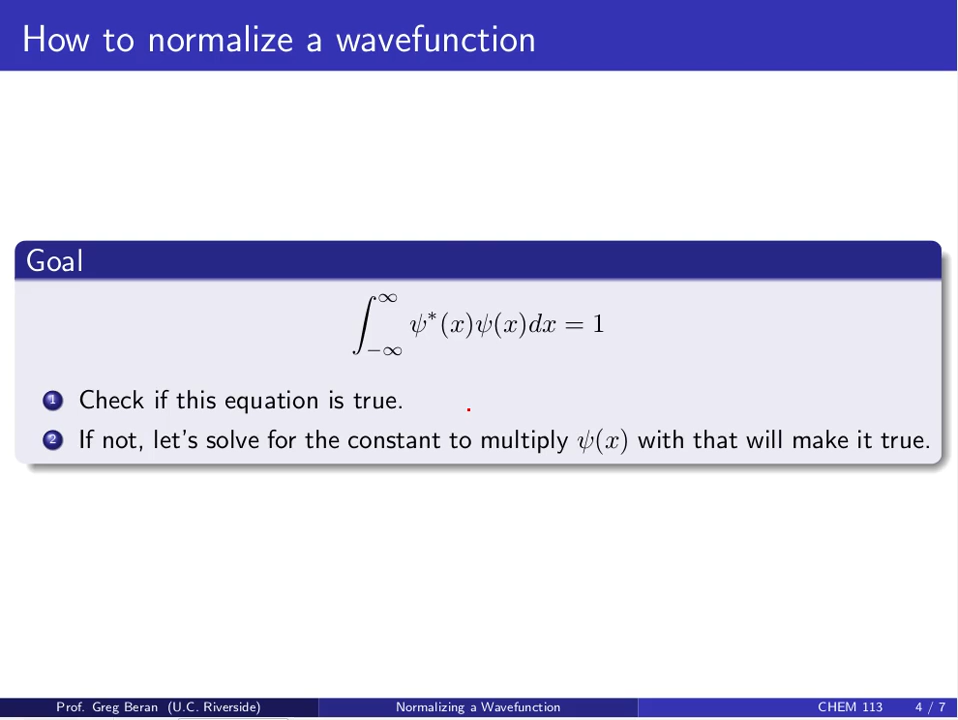 How to normalize a wavefunction
Goal
∫_{−∞}^{∞} ψ*(x)ψ(x)dx = 1
1 Check if this equation is true.
2 If not, let's solve for the constant to multiply ψ(x) with that will make it true.
Prof. Greg Beran (U.C. Riverside) Normalizing a Wavefunction CHEM 113 4 / 7